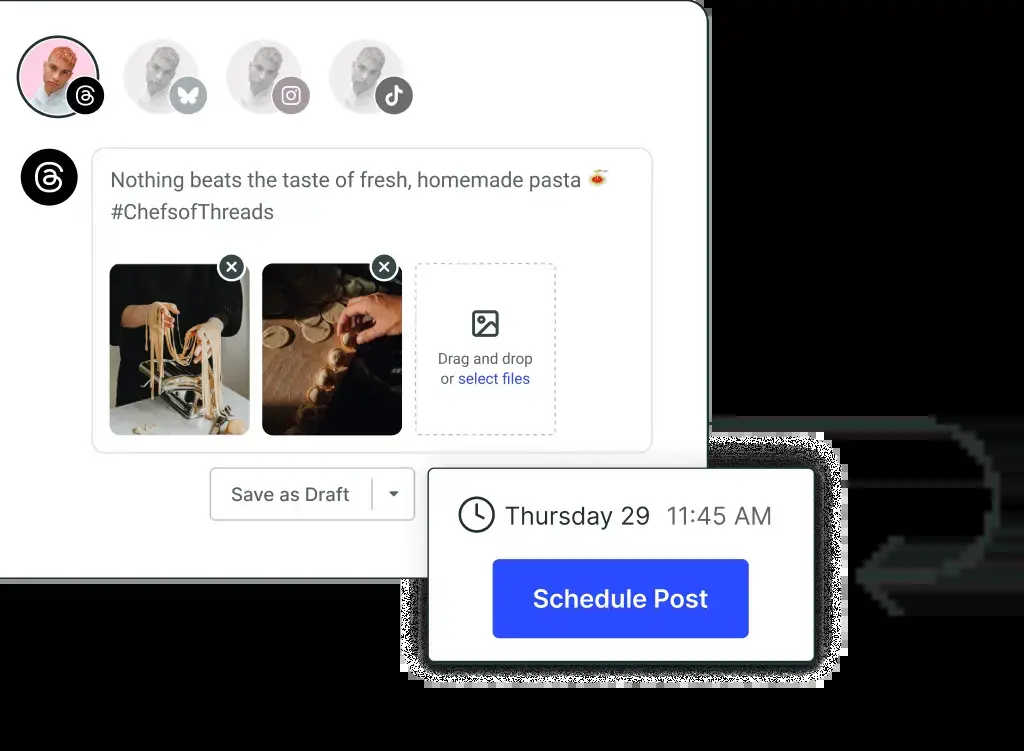 Nothing beats the taste of fresh, homemade pasta 🍝
#ChefsofThreads
Drag and drop
or select files
Save as Draft
Thursday 29 11:45 AM
Schedule Post